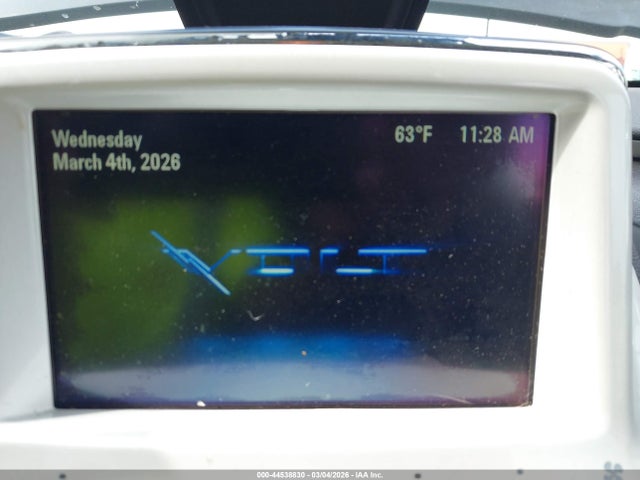 Wednesday 63°F 11:28 AM
March 4th, 2026
VOLT
000-44538830 - 03/04/2026 - IAA Inc.